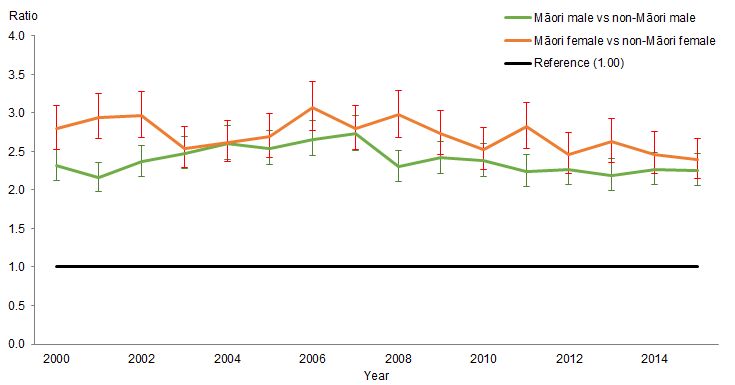 Ratio
Māori male vs non-Māori male
Māori female vs non-Māori female
Reference (1.00)
4.0
3.5
3.0
2.5
2.0
1.5
1.0
0.5
0.0
2000 2002 2004 2006 2008 2010 2012 2014
Year